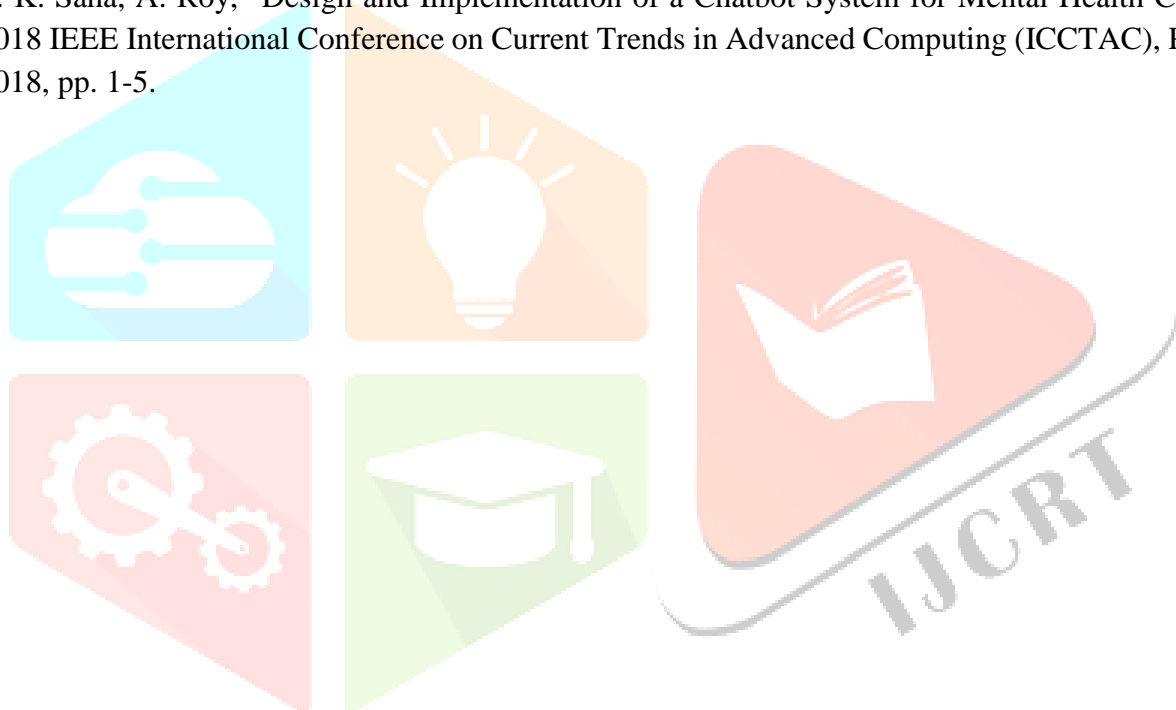 . K. Saha, A. Roy, "Design and Implementation of a Chatbot System for Mental Health C
018 IEEE International Conference on Current Trends in Advanced Computing (ICCTAC),
018, pp. 1-5.
IJCRT